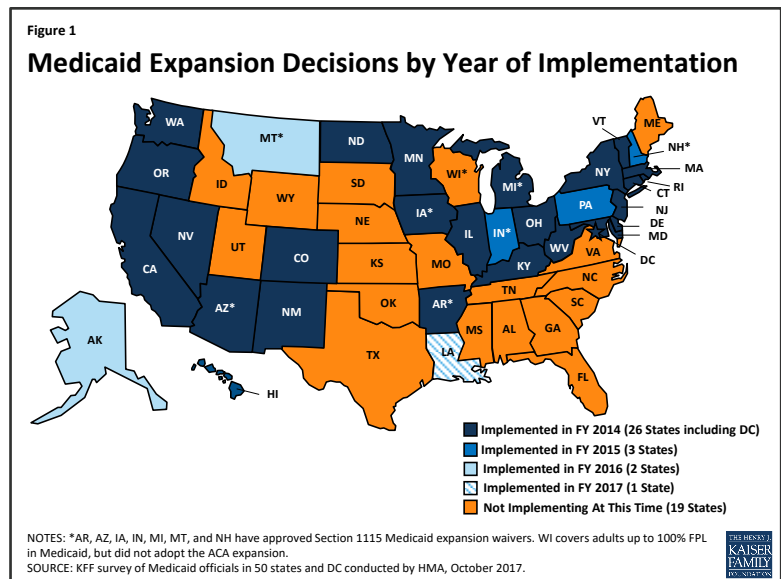 Figure 1
Medicaid Expansion Decisions by Year of Implementation
WA
MT*
ND
MN
VT
ME
NH*
OR
ID
WY
SD
WI*
MI*
NY
MA
RI
CT
NV
UT
CO
NE
IA*
IL
IN*
OH
PA
NJ
DE
MD
DC
CA
KS
MO
KY
WV
VA
AZ*
NM
OK
AR*
TN
NC
SC
TX
LA
MS
AL
GA
FL
AK
HI
Implemented in FY 2014 (26 States including DC)
Implemented in FY 2015 (3 States)
Implemented in FY 2016 (2 States)
Implemented in FY 2017 (1 State)
Not Implementing At This Time (19 States)
NOTES: *AR, AZ, IA, IN, MI, MT, and NH have approved Section 1115 Medicaid expansion waivers. WI covers adults up to 100% FPL
in Medicaid, but did not adopt the ACA expansion.
SOURCE: KFF survey of Medicaid officials in 50 states and DC conducted by HMA, October 2017.
THE HENRY J.
KAISER
FAMILY
FOUNDATION